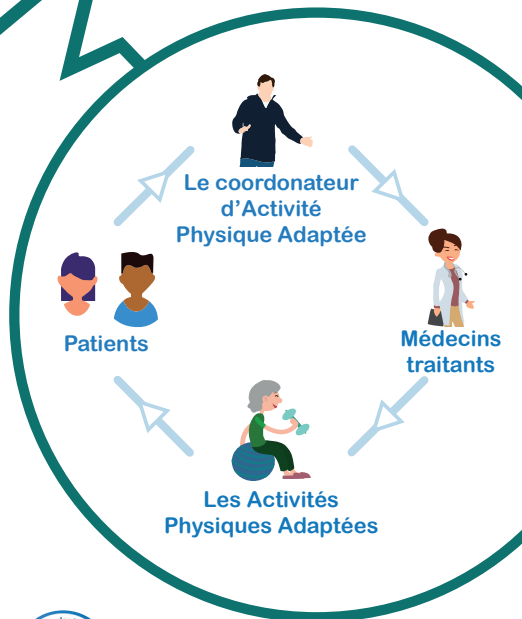 Le coordonateur
d'Activité
Physique Adaptée
Patients
Médecins
traitants
Les Activités
Physiques Adaptées